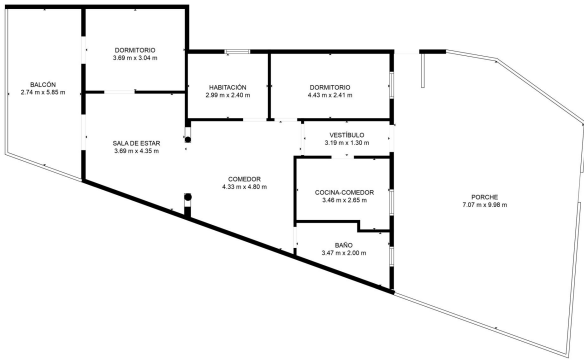 DORMITORIO
3.69 m x 3.04 m
BALCÓN
2.74 m x 5.85 m
HABITACIÓN
2.99 m x 2.40 m
DORMITORIO
4.43 m x 2.41 m
SALA DE ESTAR
3.69 m x 4.35 m
VESTÍBULO
3.19 m x 1.30 m
COMEDOR
4.33 m x 4.80 m
COCINA-COMEDOR
3.46 m x 2.65 m
PORCHE
7.07 m x 9.98 m
BAÑO
3.47 m x 2.00 m